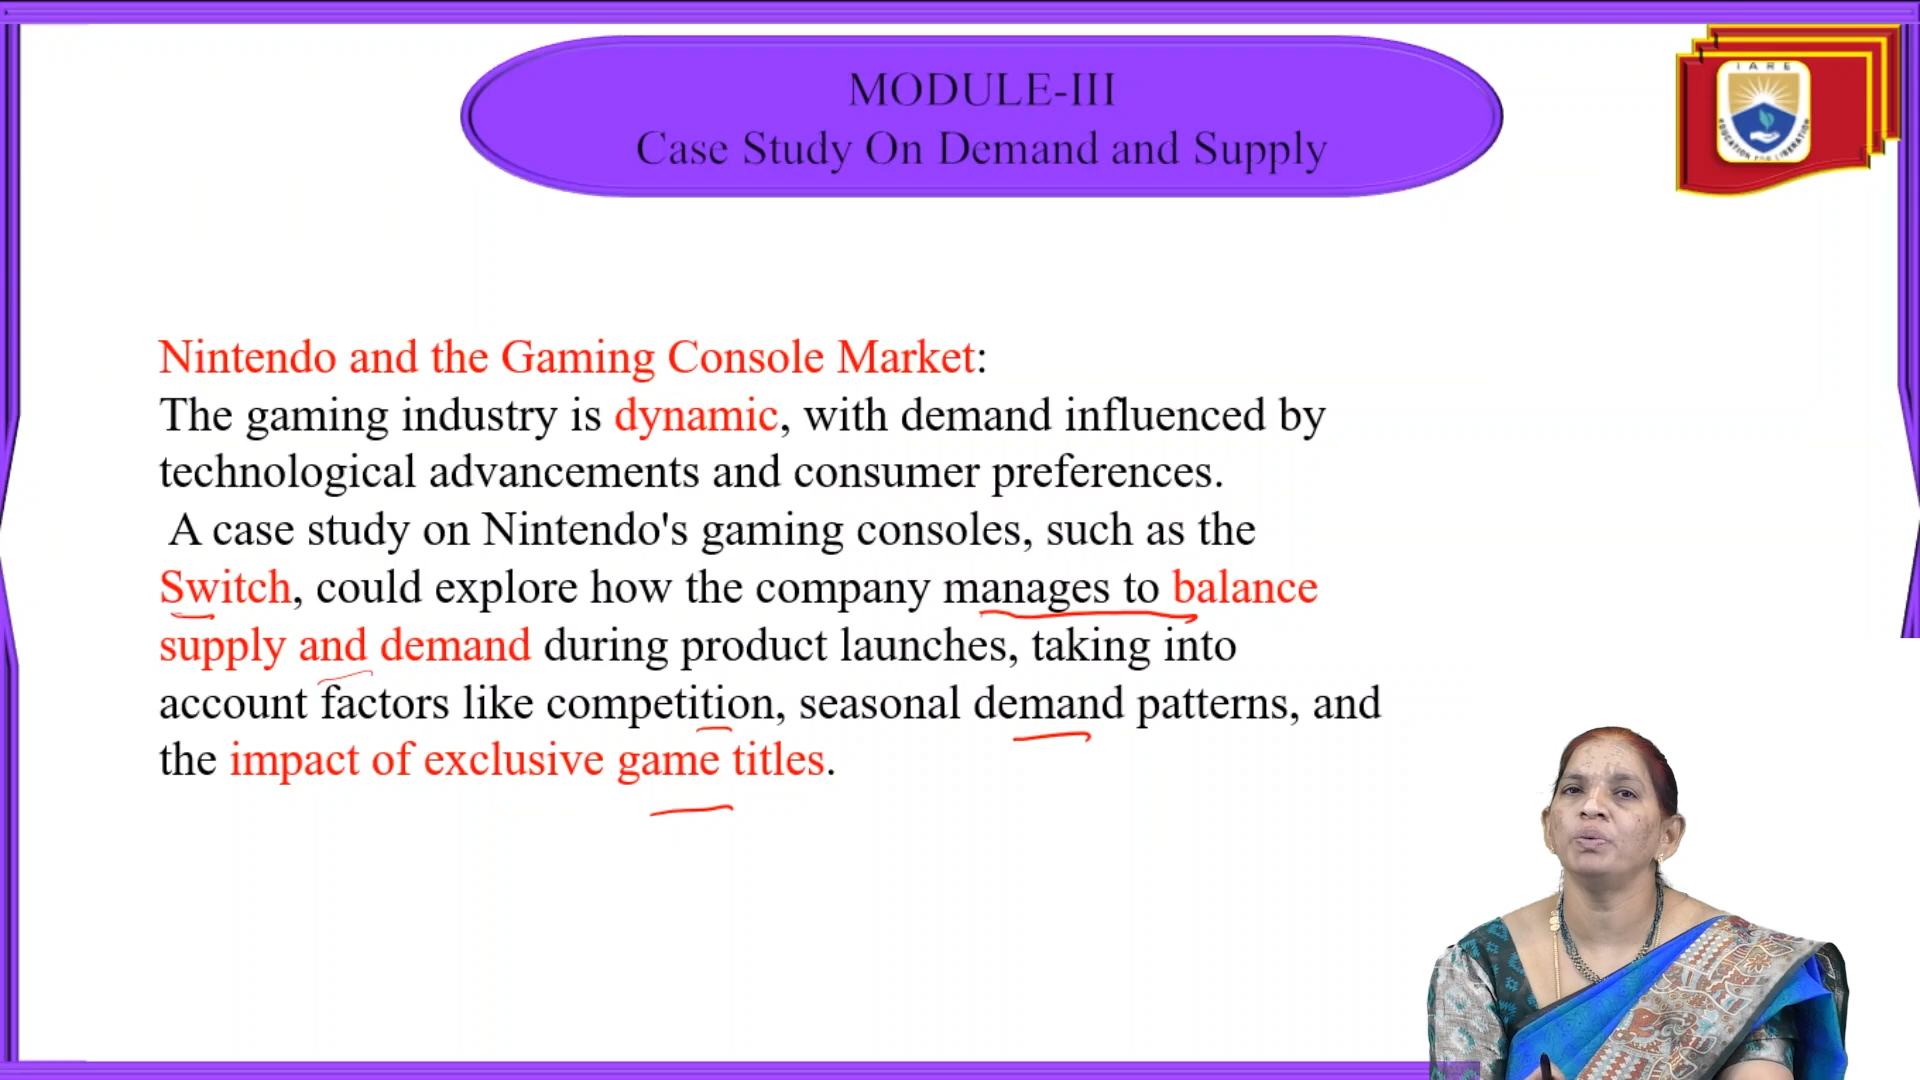 MODULE-III
Case Study On Demand and Supply
I A R E
EDUCATION FOR LIBERATION
Nintendo and the Gaming Console Market:
The gaming industry is dynamic, with demand influenced by
technological advancements and consumer preferences.
A case study on Nintendo's gaming consoles, such as the
Switch, could explore how the company manages to balance
supply and demand during product launches, taking into
account factors like competition, seasonal demand patterns, and
the impact of exclusive game titles.